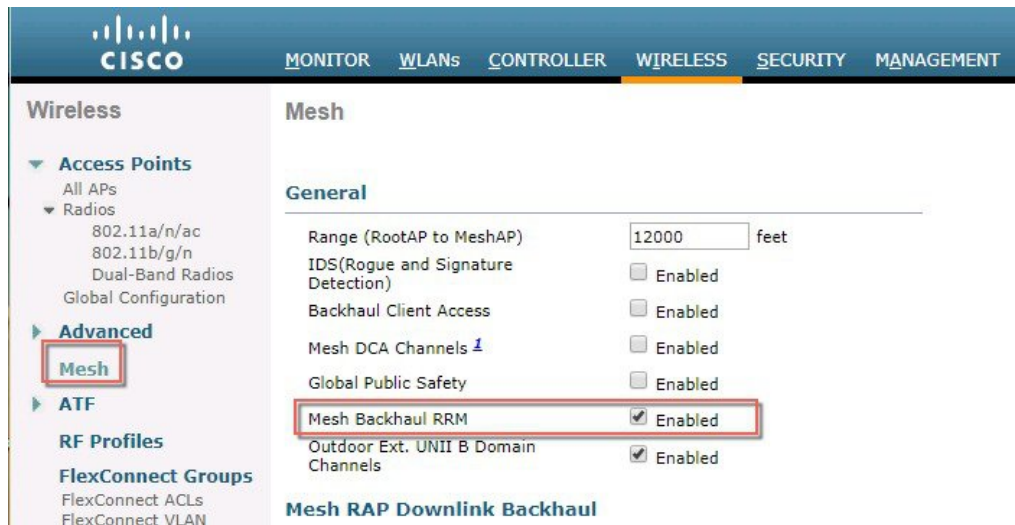 CISCO
MONITOR WLANs CONTROLLER WIRELESS SECURITY MANAGEMENT
Wireless
Access Points
All APs
Radios
802.11a/n/ac
802.11b/g/n
Dual-Band Radios
Global Configuration
Advanced
Mesh
ATF
RF Profiles
FlexConnect Groups
FlexConnect ACLs
FlexConnect VLAN
Mesh
General
Range (RootAP to MeshAP) 12000 feet
IDS(Rogue and Signature
Detection) Enabled
Backhaul Client Access Enabled
Mesh DCA Channels 1 Enabled
Global Public Safety Enabled
Mesh Backhaul RRM Enabled
Outdoor Ext. UNII B Domain
Channels Enabled
Mesh RAP Downlink Backhaul